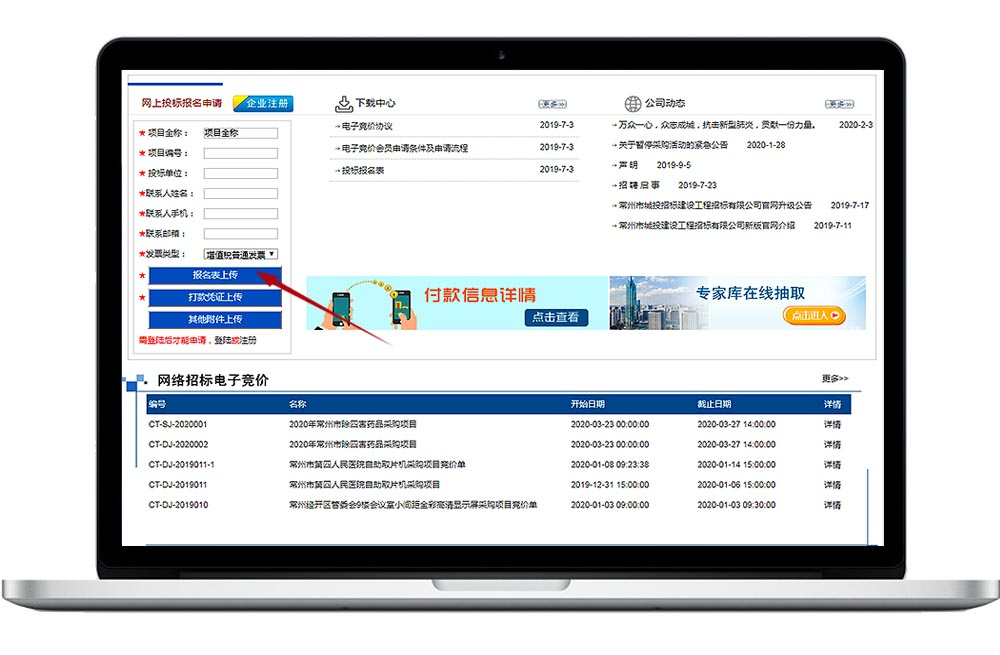 网上投标报名申请
企业注册
★ 项目全称： 项目全称
★ 项目编号：
★ 投标单位：
★联系人姓名：
★联系人手机：
★联系邮箱：
★发票类型： 增值税普通发票 ▼
★ 报名表上传
★ 打款凭证上传
其他附件上传
需登陆后才能申请，登陆或注册
下载中心
更多>>
→电子竞价协议 2019-7-3
→电子竞价会员申请条件及申请流程 2019-7-3
→投标报名表 2019-7-3
公司动态
更多>>
→万众一心，众志成城，抗击新型肺炎，贡献一份力量。 2020-2-3
→关于暂停采购活动的紧急公告 2020-1-28
→声 明 2019-9-5
→招 聘 启 事 2019-7-23
→常州市城投招标建设工程招标有限公司官网升级公告 2019-7-17
→常州市城投建设工程招标有限公司新版官网介绍 2019-7-11
付款信息详情
点击查看
专家库在线抽取
点击进入
网络招标电子竞价
更多>>
编号 名称 开始日期 截止日期 详情
CT-SJ-2020001 2020年常州市除四害药品采购项目 2020-03-23 00:00:00 2020-03-27 14:00:00 详情
CT-DJ-2020002 2020年常州市除四害药品采购项目 2020-03-23 00:00:00 2020-03-27 14:00:00 详情
CT-DJ-2019011-1 常州市第四人民医院自助取片机采购项目竞价单 2020-01-08 09:23:38 2020-01-14 15:00:00 详情
CT-DJ-2019011 常州市第四人民医院自助取片机采购项目 2019-12-31 15:00:00 2020-01-06 15:00:00 详情
CT-DJ-2019010 常州经开区管委会9楼会议室小间距全彩高清显示屏采购项目竞价单 2020-01-03 09:00:00 2020-01-03 09:30:00 详情